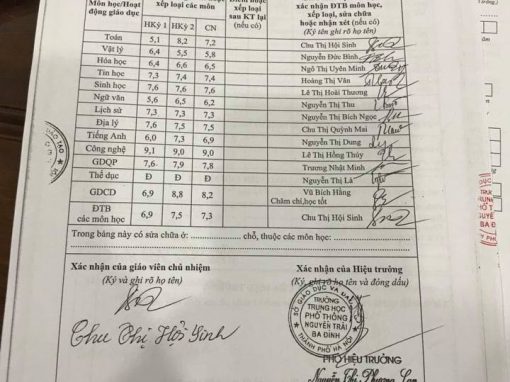 Môn học/Hoạt động giáo dục
xếp loại các môn
HKỳ 1 HKỳ 2 CN
hoặc xếp loại sau KT lại (nếu có)
xác nhận ĐTB môn học, xếp loại, sửa chữa hoặc nhận xét (nếu có)
(Ký tên ghi rõ họ tên)
Toán 5,1 8,2 7,2 Chu Thị Hội Sinh
Vật lý 6,4 5,5 5,8 Nguyễn Đức Bình
Hóa học 6,4 6,6 6,5 Ngô Thị Uyên Minh
Tin học 7,3 7,4 7,4 Hoàng Thị Vân
Sinh học 7,6 7,6 7,6 Lê Thị Hoài Thương
Ngữ văn 5,6 6,5 6,2 Nguyễn Thị Thu
Lịch sử 7,3 7,3 7,3 Nguyễn Thị Bích Ngọc
Địa lý 7,6 7,5 7,5 Chu Thị Quỳnh Mai
Tiếng Anh 6,0 7,3 6,9 Nguyễn Thị Dung
Công nghệ 9,1 9,0 9,0 Lê Thị Hồng Thúy
GDQP 7,6 7,9 7,8 Trương Nhật Minh
Thể dục Đ Đ Đ Nguyễn Thị Lã
GDCD 6,9 8,8 8,2 Vũ Bích Hằng
Chăm chỉ,học tốt
ĐTB các môn học 6,9 7,5 7,3 Chu Thị Hội Sinh
Trong bảng này có sửa chữa ở: chỗ, thuộc các môn học:
Xác nhận của giáo viên chủ nhiệm
(Ký và ghi rõ họ tên)
Chu Thị Hội Sinh
Xác nhận của Hiệu trưởng
(Ký, ghi rõ họ tên và đóng dấu)
SỞ GIÁO DỤC VÀ ĐÀO TẠO
TRƯỜNG
TRUNG HỌC
PHỔ THÔNG
NGUYỄN TRÃI
BA ĐÌNH
THÀNH PHỐ HÀ NỘI
PHÓ HIỆU TRƯỞNG
Nguyễn Thị Phương Lan